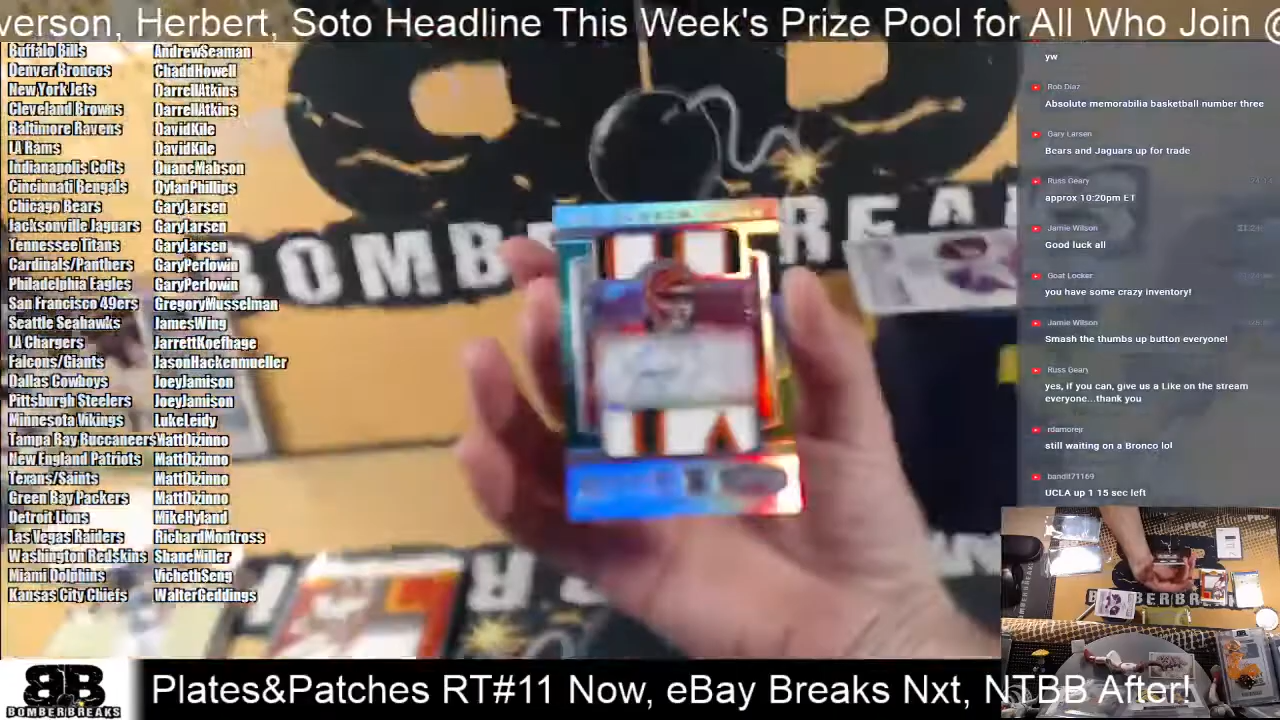 verson, Herbert, Soto Headline This Week's Prize Pool for All Who Join @
Buffalo Bills AndrewSeaman
Denver Broncos ChaddHowell
New York Jets DarrellAtkins
Cleveland Browns DarrellAtkins
Baltimore Ravens DavidKile
LA Rams DavidKile
Indianapolis Colts DuaneMabson
Cincinnati Bengals DylanPhillips
Chicago Bears GaryLarsen
Jacksonville Jaguars GaryLarsen
Tennessee Titans GaryLarsen
Cardinals/Panthers GaryPerlowin
Philadelphia Eagles GaryPerlowin
San Francisco 49ers GregoryMusselman
Seattle Seahawks JamesWing
LA Chargers JarrettKoefhage
Falcons/Giants JasonHackenmueller
Dallas Cowboys JoeyJamison
Pittsburgh Steelers JoeyJamison
Minnesota Vikings LukeLeidy
Tampa Bay Buccaneers MattDizinno
New England Patriots MattDizinno
Texans/Saints MattDizinno
Green Bay Packers MattDizinno
Detroit Lions MikeHyland
Las Vegas Raiders RichardMontross
Washington Redskins ShaneMiller
Miami Dolphins VichethSeng
Kansas City Chiefs WalterGeddings
BOMBER BREA
yw
Rob Diaz
Absolute memorabilia basketball number three
Gary Larsen
Bears and Jaguars up for trade
Russ Geary
approx 10:20pm ET
Jamie Wilson
Good luck all
Goat Locker
you have some crazy inventory!
Jamie Wilson
Smash the thumbs up button everyone!
Russ Geary
yes, if you can, give us a Like on the stream
everyone...thank you
rdamorejr
still waiting on a Bronco lol
bandit71169
UCLA up 1 15 sec left
BB
BOMBERBREAKS
Plates&Patches RT#11 Now, eBay Breaks Nxt, NTBB After!